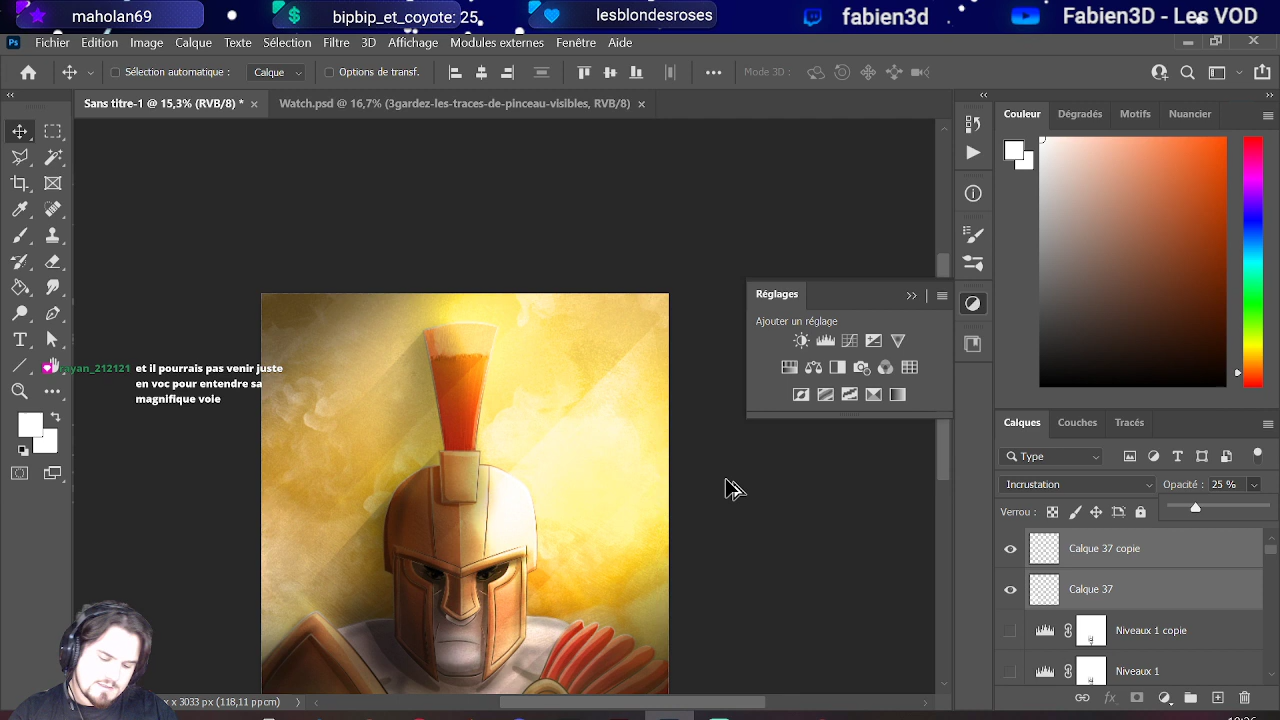 maholan69
bipbip_et_coyote: 25
lesblondesroses
fabien3d
Fabien3D - Les VOD
Ps Fichier Edition Image Calque Texte Sélection Filtre 3D Affichage Modules externes Fenêtre Aide
Sélection automatique : Calque Options de transf. Mode 3D :
Sans titre-1 @ 15,3% (RVB/8) * Watch.psd @ 16,7% (3gardez-les-traces-de-pinceau-visibles, RVB/8)
Couleur Dégradés Motifs Nuancier
Réglages
Ajouter un réglage
rayan_212121 et il pourrais pas venir juste
en voc pour entendre sa
magnifique voie
Calques Couches Tracés
Type
Incrustation Opacité : 25 %
Verrou :
Calque 37 copie
Calque 37
Niveaux 1 copie
Niveaux 1
x 3033 px (118,11 ppcm)